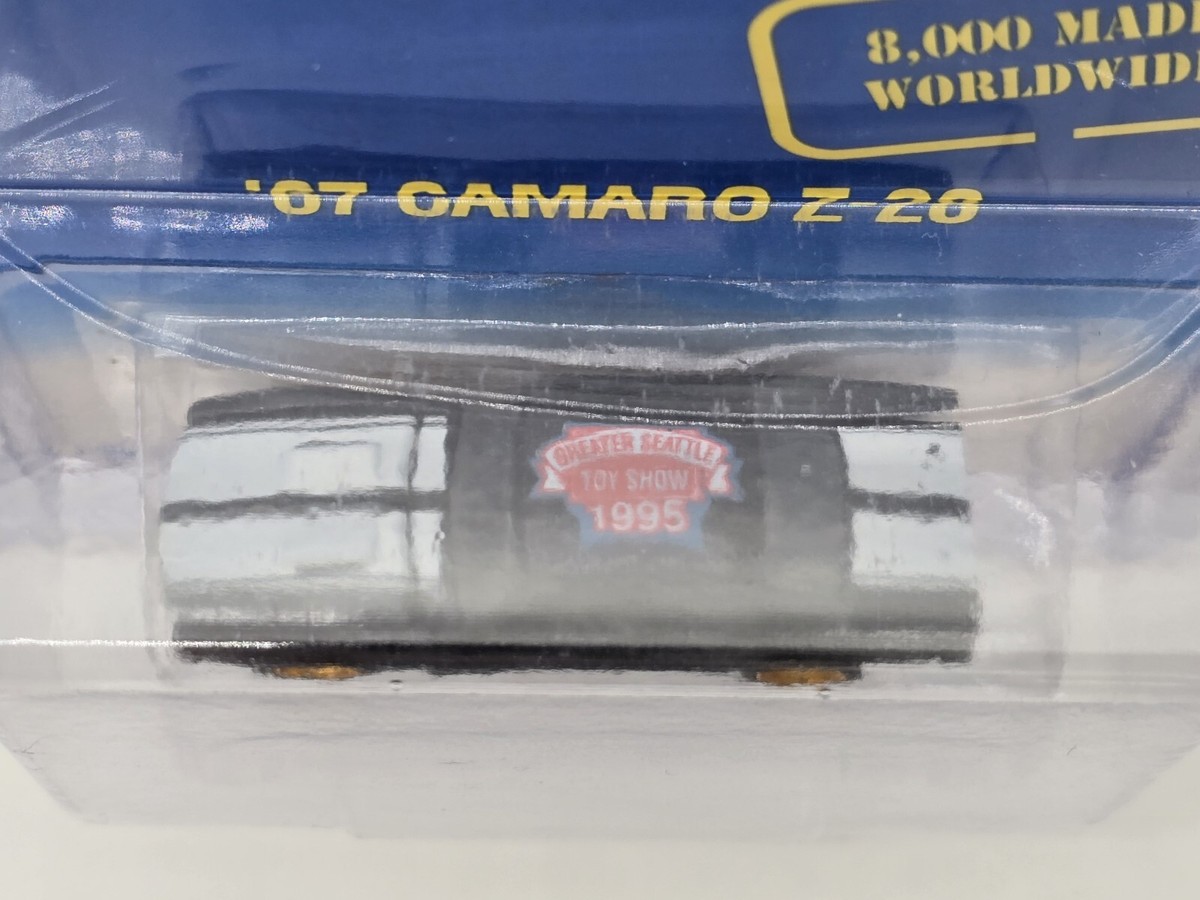 8,000 MADE
WORLDWIDE
'67 CAMARO Z-28
GREATER SEATTLE
TOY SHOW
1995